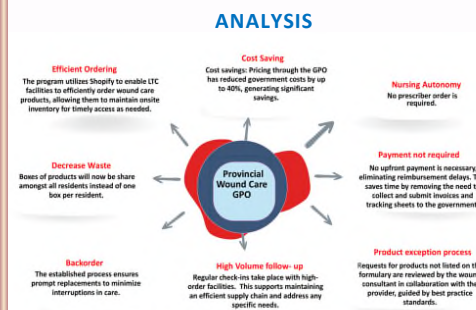 ANALYSIS
Efficient Ordering
The program utilizes Shopify to enable LTC
facilities to efficiently order wound care
products, allowing them to maintain onsite
inventory for timely access as needed.
Cost Saving
Cost savings: Pricing through the GPO
has reduced government costs by up
to 40%, generating significant
savings.
Nursing Autonomy
No prescriber order is
required.
Decrease Waste
Boxes of products will now be share
amongst all residents instead of one
box per resident.
Provincial
Wound Care
GPO
Payment not required
No upfront payment is necessary,
eliminating reimbursement delays.
saves time by removing the need
collect and submit invoices and
tracking sheets to the government
Backorder
The established process ensures
prompt replacements to minimize
interruptions in care.
High Volume follow- up
Regular check-ins take place with high-
order facilities. This supports maintaining
an efficient supply chain and address any
specific needs.
Product exception process
Requests for products not listed on
formulary are reviewed by the
consultant in collaboration with the
provider, guided by best practice
standards.